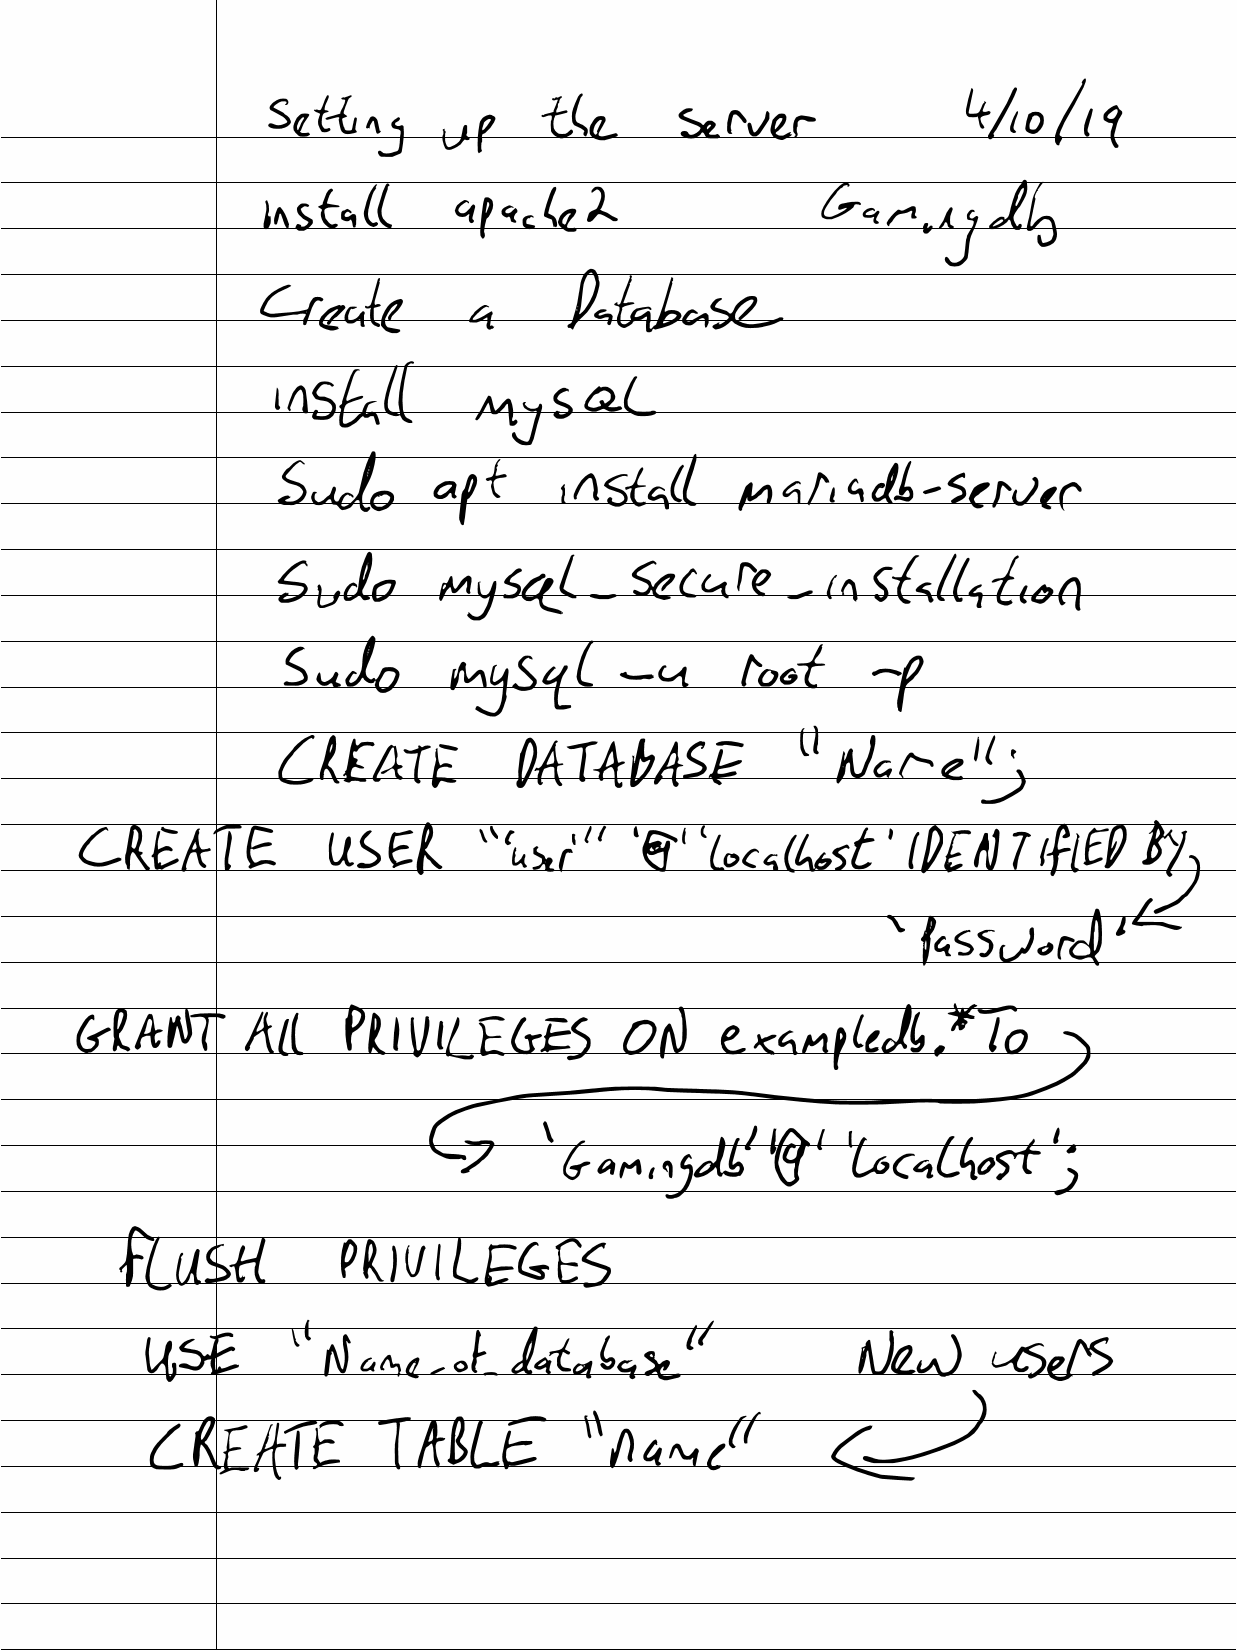 Setting up the server 4/10/19
install apache2 Gamingdb
Create a Database
install mysQL
Sudo apt install mariadb-server
Sudo mysql_secure_installation
Sudo mysql -u root -p
CREATE DATABASE "Name";
CREATE USER "'user'" '@' 'localhost' IDENTIFIED BY
'Password'
GRANT All PRIVILEGES ON exampledb.* To
'Gamingdb' '@' 'localhost';
FLUSH PRIVILEGES
USE "Name_of_database" New users
CREATE TABLE "name"